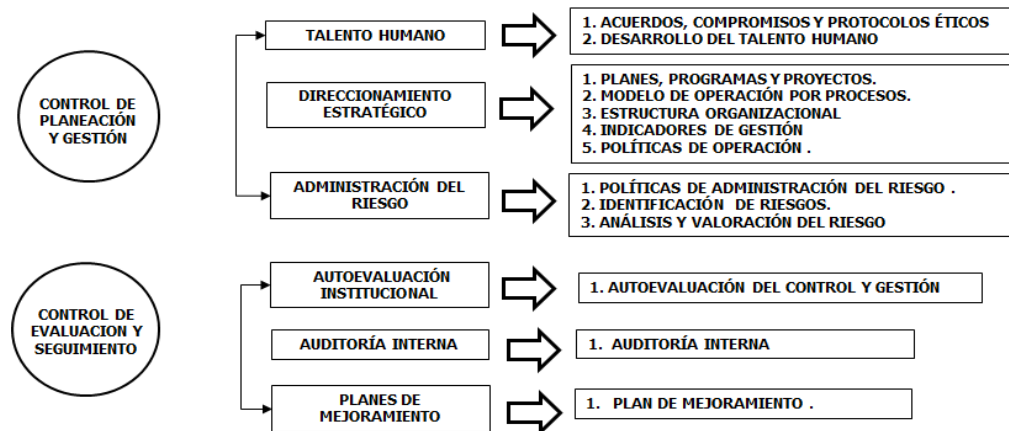 CONTROL DE
PLANEACIÓN
Y GESTIÓN
TALENTO HUMANO
1. ACUERDOS, COMPROMISOS Y PROTOCOLOS ÉTICOS
2. DESARROLLO DEL TALENTO HUMANO
DIRECCIONAMIENTO
ESTRATÉGICO
1. PLANES, PROGRAMAS Y PROYECTOS.
2. MODELO DE OPERACIÓN POR PROCESOS.
3. ESTRUCTURA ORGANIZACIONAL
4. INDICADORES DE GESTIÓN
5. POLÍTICAS DE OPERACIÓN .
ADMINISTRACIÓN DEL
RIESGO
1. POLÍTICAS DE ADMINISTRACIÓN DEL RIESGO .
2. IDENTIFICACIÓN DE RIESGOS.
3. ANÁLISIS Y VALORACIÓN DEL RIESGO
CONTROL DE
EVALUACION Y
SEGUIMIENTO
AUTOEVALUACIÓN
INSTITUCIONAL
1. AUTOEVALUACIÓN DEL CONTROL Y GESTIÓN
AUDITORÍA INTERNA
1. AUDITORÍA INTERNA
PLANES DE
MEJORAMIENTO
1. PLAN DE MEJORAMIENTO .